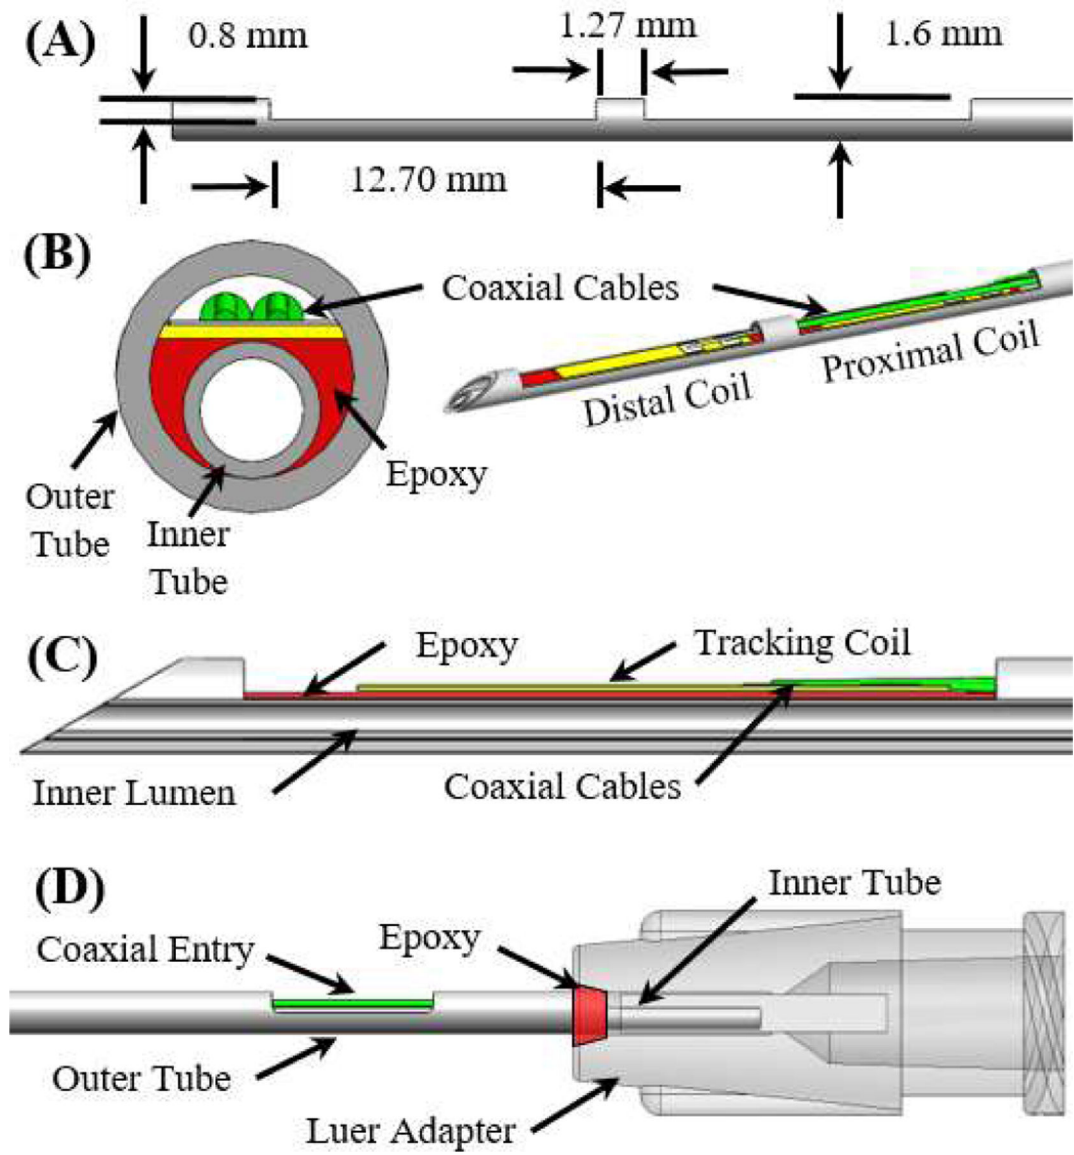 (A)
0.8 mm
1.27 mm
1.6 mm
12.70 mm
(B)
Coaxial Cables
Distal Coil
Proximal Coil
Epoxy
Outer
Tube
Inner
Tube
(C)
Epoxy
Tracking Coil
Inner Lumen
Coaxial Cables
(D)
Inner Tube
Coaxial Entry
Epoxy
Outer Tube
Luer Adapter